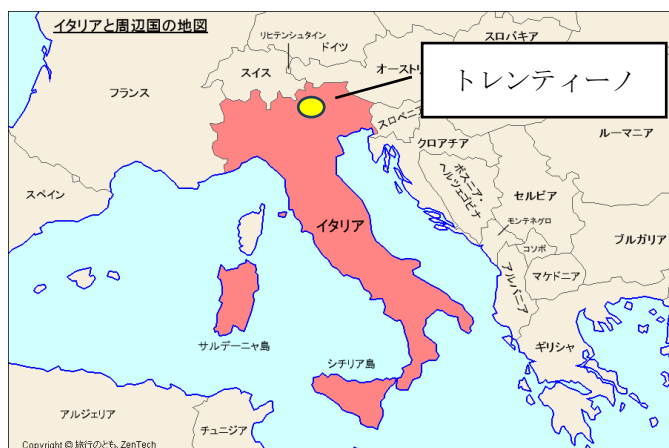 イタリアと周辺国の地図
リヒテンシュタイン
ドイツ
スロバキア
スイス
オーストリ
トレンティーノ
フランス
スロベニア
クロアチア
ルーマニア
ボスニア・
ヘルツェゴビナ
スペイン
セルビア
イタリア
モンテネグロ
ブルガリア
コソボ
マケドニア
アルバニア
サルデーニャ島
ギリシャ
シチリア島
アルジェリア
チュニジア
Copyright © 旅行のとも、ZenTech